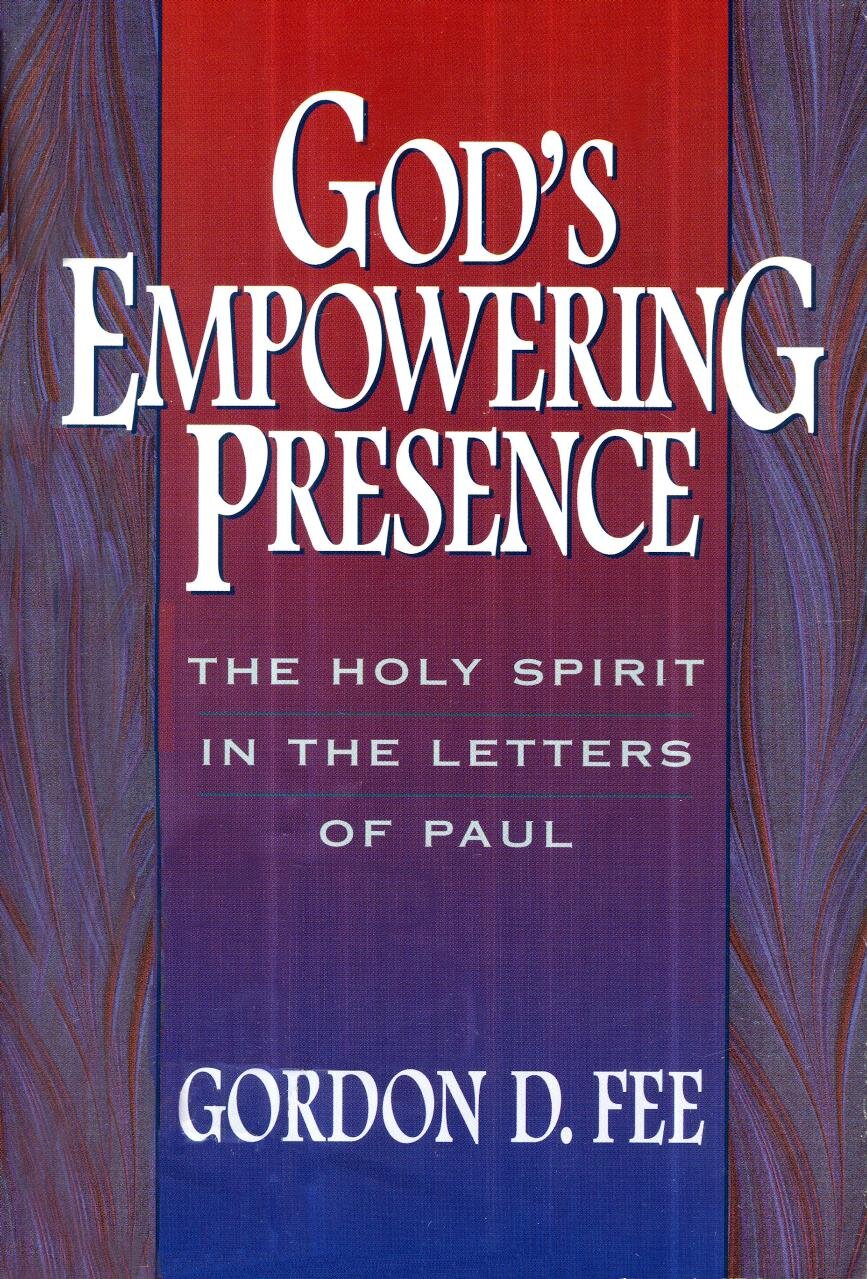 GOD'S
EMPOWERING
PRESENCE
THE HOLY SPIRIT
IN THE LETTERS
OF PAUL
GORDON D. FEE